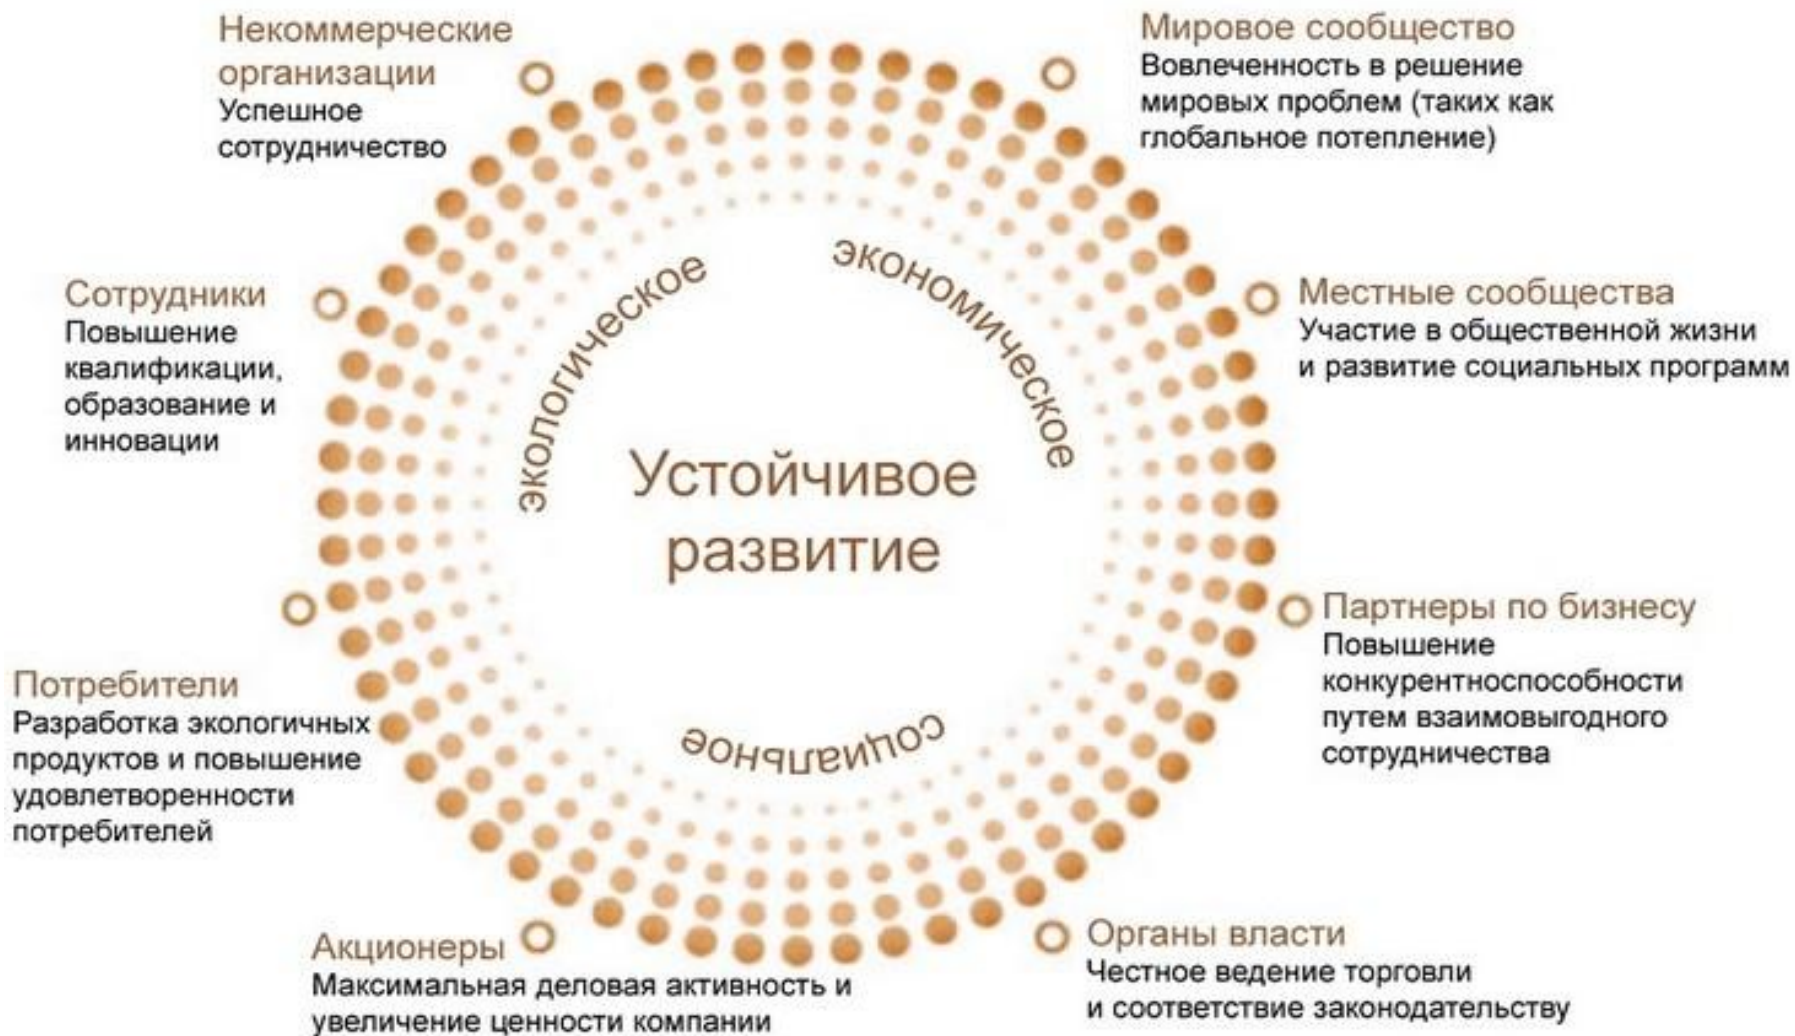 Некоммерческие
организации
Успешное
сотрудничество
Мировое сообщество
Вовлеченность в решение
мировых проблем (таких как
глобальное потепление)
Сотрудники
Повышение
квалификации,
образование и
инновации
экологическое
экономическое
Местные сообщества
Участие в общественной жизни
и развитие социальных программ
Устойчивое
развитие
социальное
Партнеры по бизнесу
Повышение
конкурентноспособности
путем взаимовыгодного
сотрудничества
Потребители
Разработка экологичных
продуктов и повышение
удовлетворенности
потребителей
Акционеры
Максимальная деловая активность и
увеличение ценности компании
Органы власти
Честное ведение торговли
и соответствие законодательству